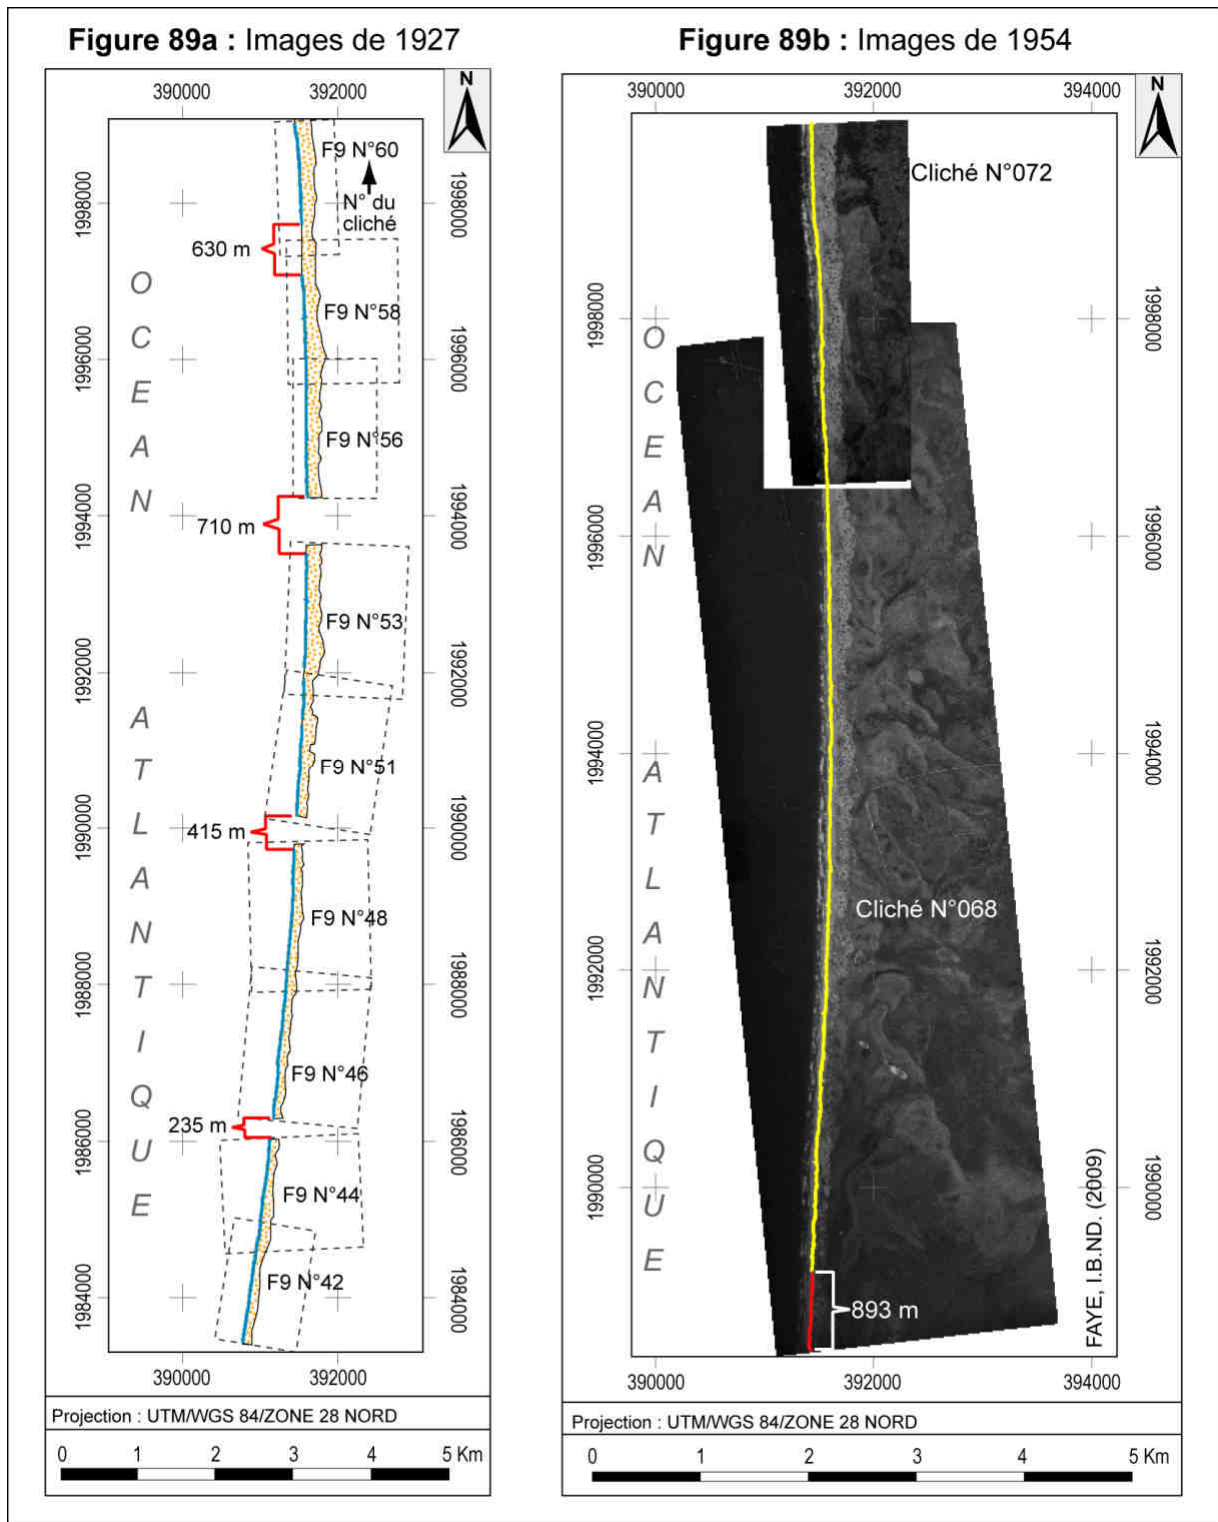 Figure 89a : Images de 1927
390000 392000
N
F9 N°60
N° du
cliché
1998000
1998000
630 m
F9 N°58
1996000
1996000
F9 N°56
1994000
1994000
710 m
F9 N°53
1992000
1992000
F9 N°51
1990000
1990000
415 m
F9 N°48
1988000
1988000
F9 N°46
235 m
1986000
1986000
F9 N°44
F9 N°42
1984000
1984000
OCEAN
ATLANTIQUE
390000 392000
Projection : UTM/WGS 84/ZONE 28 NORD
0 1 2 3 4 5 Km
Figure 89b : Images de 1954
390000 392000 394000
N
Cliché N°072
1998000
1998000
1996000
1996000
1994000
1994000
Cliché N°068
1992000
1992000
1990000
1990000
OCEAN
ATLANTIQUE
893 m
FAYE, I.B.ND. (2009)
390000 392000 394000
Projection : UTM/WGS 84/ZONE 28 NORD
0 1 2 3 4 5 Km